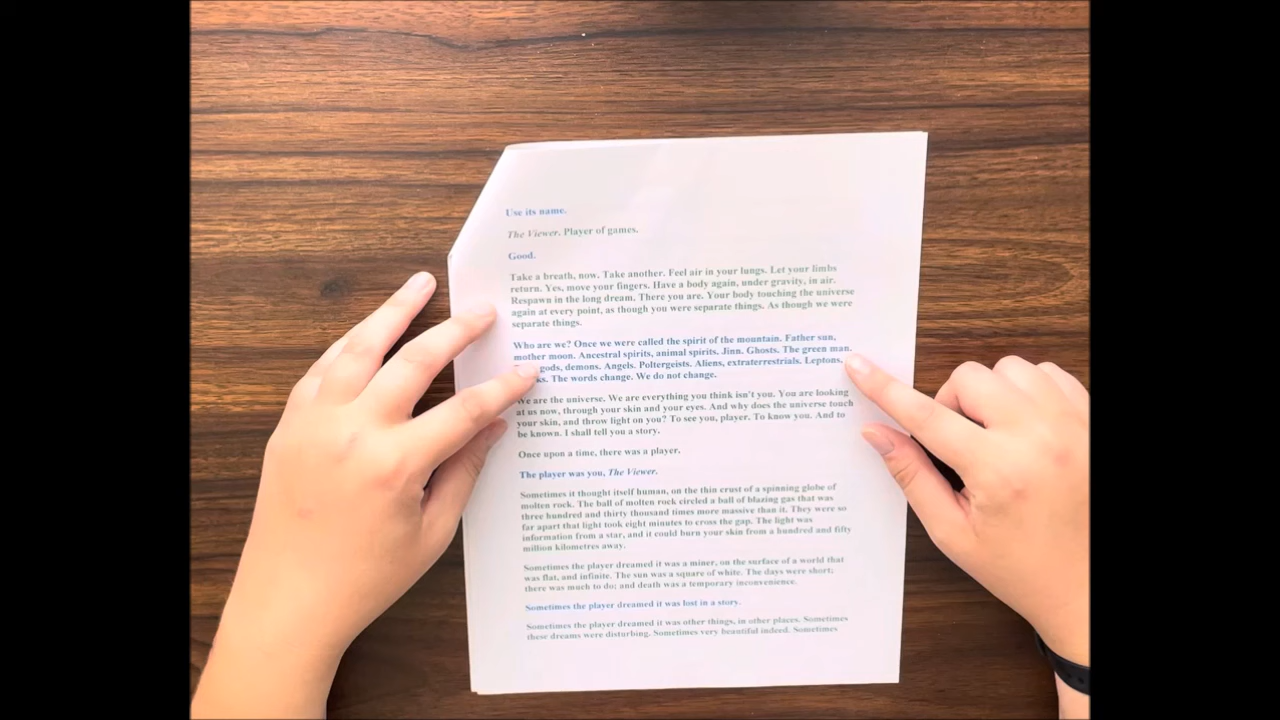 Use its name.
The Viewer. Player of games.
Good.
Take a breath, now. Take another. Feel air in your lungs. Let your limbs
return. Yes, move your fingers. Have a body again, under gravity, in air.
Respawn in the long dream. There you are. Your body touching the universe
again at every point, as though you were separate things. As though we were
separate things.
Who are we? Once we were called the spirit of the mountain. Father sun,
mother moon. Ancestral spirits, animal spirits. Jinn. Ghosts. The green man.
gods, demons. Angels. Poltergeists. Aliens, extraterrestrials. Leptons,
The words change. We do not change.
We are the universe. We are everything you think isn't you. You are looking
at us now, through your skin and your eyes. And why does the universe touch
your skin, and throw light on you? To see you, player. To know you. And to
be known. I shall tell you a story.
Once upon a time, there was a player.
The player was you, The Viewer.
Sometimes it thought itself human, on the thin crust of a spinning globe of
molten rock. The ball of molten rock circled a ball of blazing gas that was
three hundred and thirty thousand times more massive than it. They were so
far apart that light took eight minutes to cross the gap. The light was
information from a star, and it could burn your skin from a hundred and fifty
million kilometres away.
Sometimes the player dreamed it was a miner, on the surface of a world that
was flat, and infinite. The sun was a square of white. The days were short;
there was much to do; and death was a temporary inconvenience.
Sometimes the player dreamed it was lost in a story.
Sometimes the player dreamed it was other things, in other places. Sometimes
these dreams were disturbing. Sometimes very beautiful indeed. Sometimes